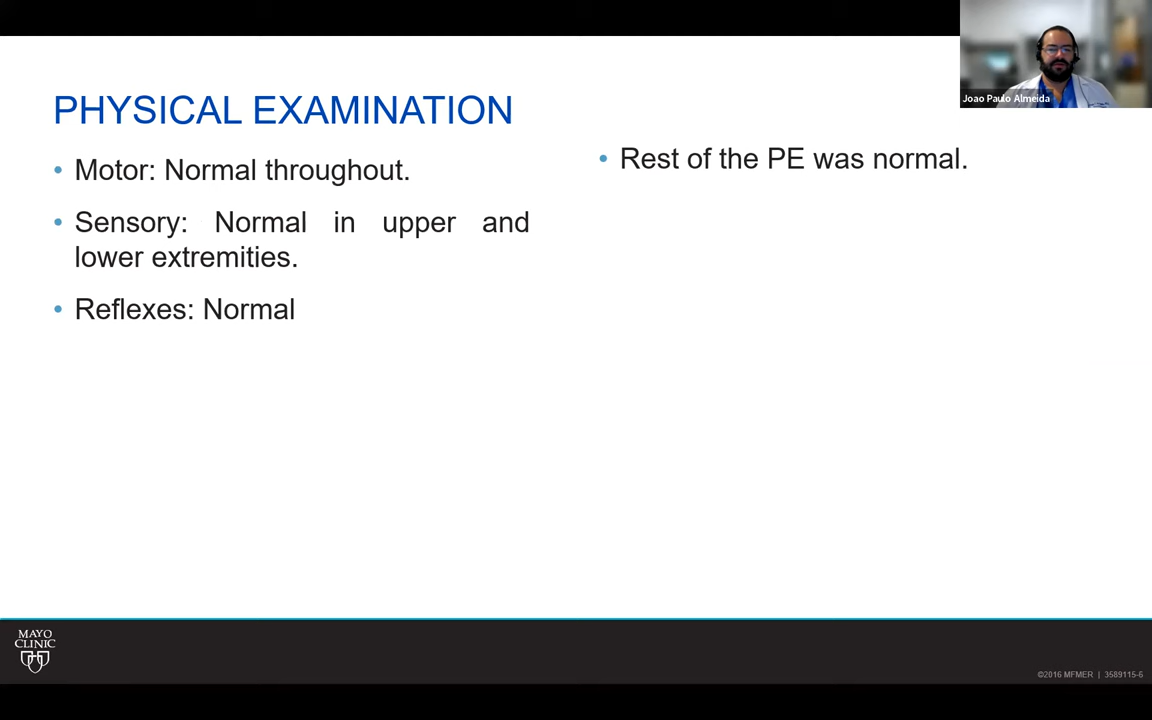 Joao Paulo Almeida
PHYSICAL EXAMINATION
• Motor: Normal throughout.
• Sensory: Normal in upper and
lower extremities.
• Reflexes: Normal
• Rest of the PE was normal.
MAYO
CLINIC
©2016 MFMER | 3589115-6